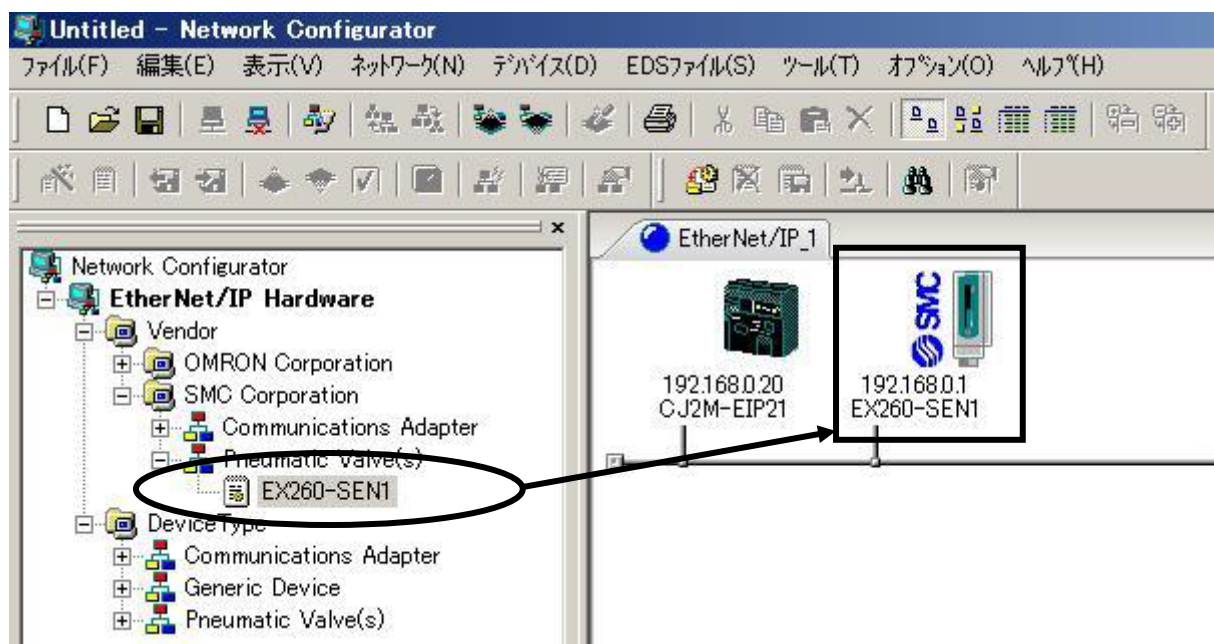 Untitled - Network Configurator
ファイル(F) 編集(E) 表示(V) ネットワーク(N) デバイス(D) EDSファイル(S) ツール(T) オプション(O) ヘルプ(H)
Network Configurator
EtherNet/IP Hardware
Vendor
OMRON Corporation
SMC Corporation
Communications Adapter
Pneumatic Valve(s)
EX260-SEN1
DeviceType
Communications Adapter
Generic Device
Pneumatic Valve(s)
EtherNet/IP_1
SMC
192.168.0.20
CJ2M-EIP21
192.168.0.1
EX260-SEN1